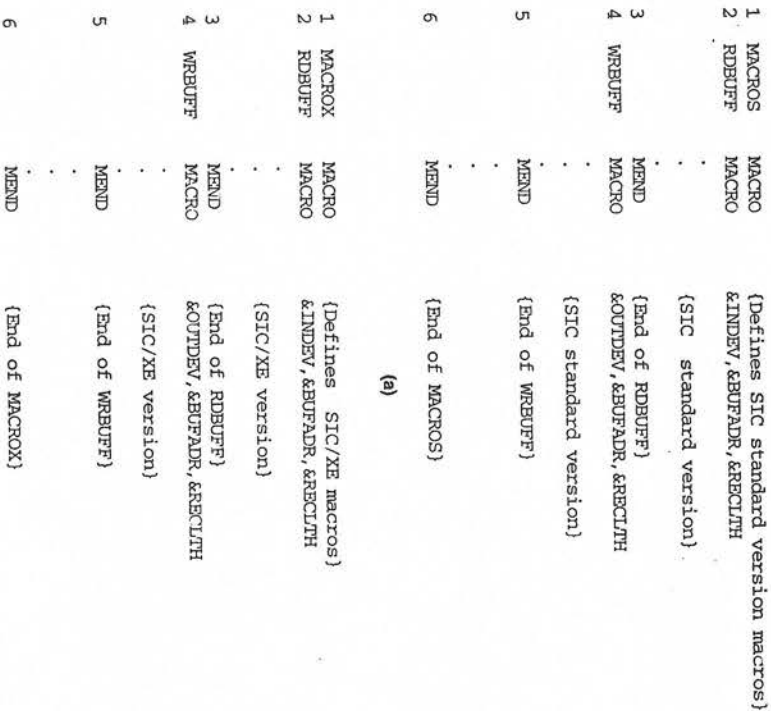 1 MACROS MACRO {Defines SIC standard version macros}
2 RDBUFF MACRO &INDEV,&BUFADR,&RECLTH
.
. {SIC standard version}
.
3 MEND {End of RDBUFF}
4 WRBUFF MACRO &OUTDEV,&BUFADR,&RECLTH
.
. {SIC standard version}
.
5 MEND {End of WRBUFF}
.
.
.
6 MEND {End of MACROS}
(a)
1 MACROX MACRO {Defines SIC/XE macros}
2 RDBUFF MACRO &INDEV,&BUFADR,&RECLTH
.
. {SIC/XE version}
.
3 MEND {End of RDBUFF}
4 WRBUFF MACRO &OUTDEV,&BUFADR,&RECLTH
.
. {SIC/XE version}
.
5 MEND {End of WRBUFF}
.
.
.
6 MEND {End of MACROX}